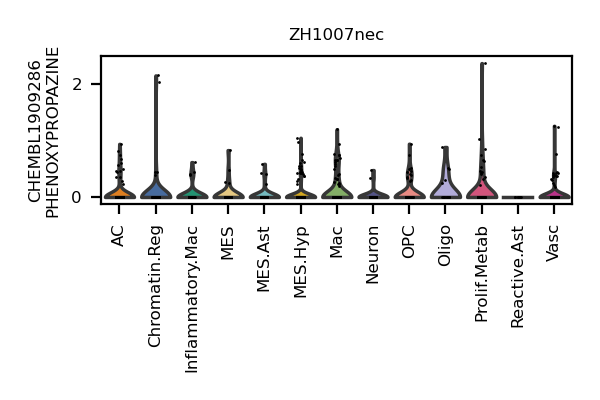 ZH1007nec
CHEMBL1909286
PHENOXYPROPAZINE
2
0
AC
Chromatin.Reg
Inflammatory.Mac
MES
MES.Ast
MES.Hyp
Mac
Neuron
OPC
Oligo
Prolif.Metab
Reactive.Ast
Vasc